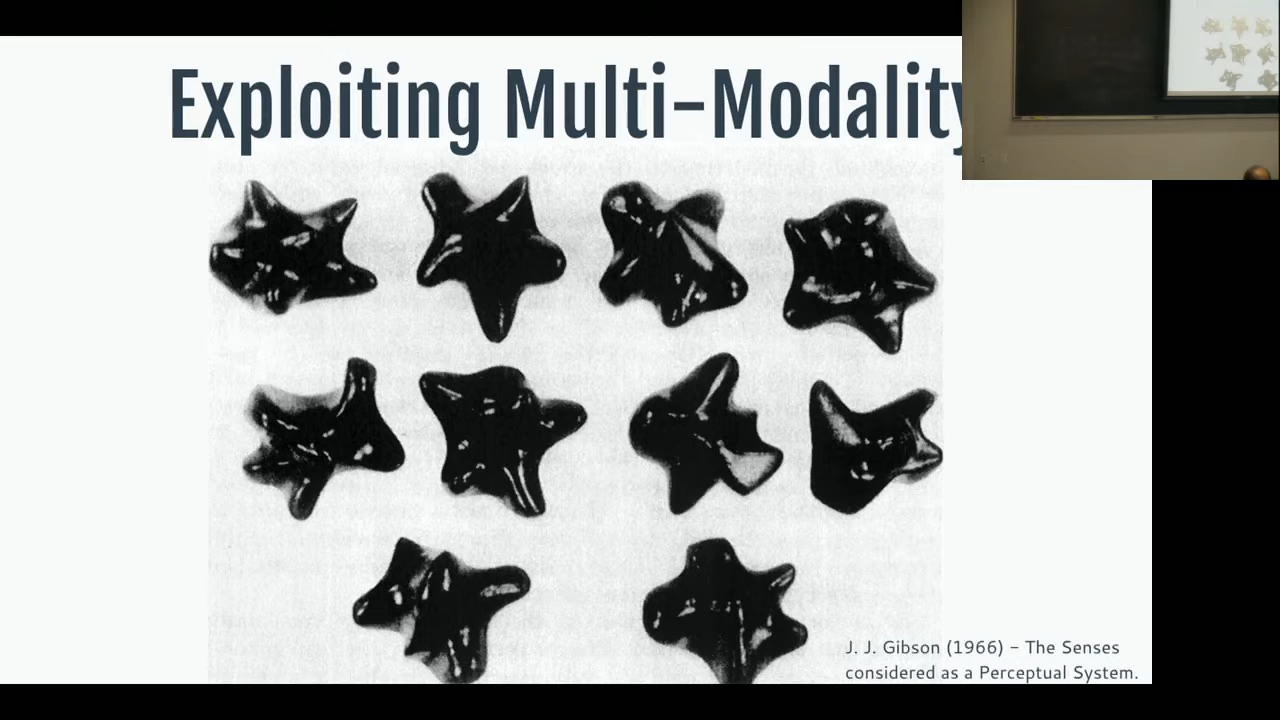 Exploiting Multi-Modality
J. J. Gibson (1966) - The Senses
considered as a Perceptual System.